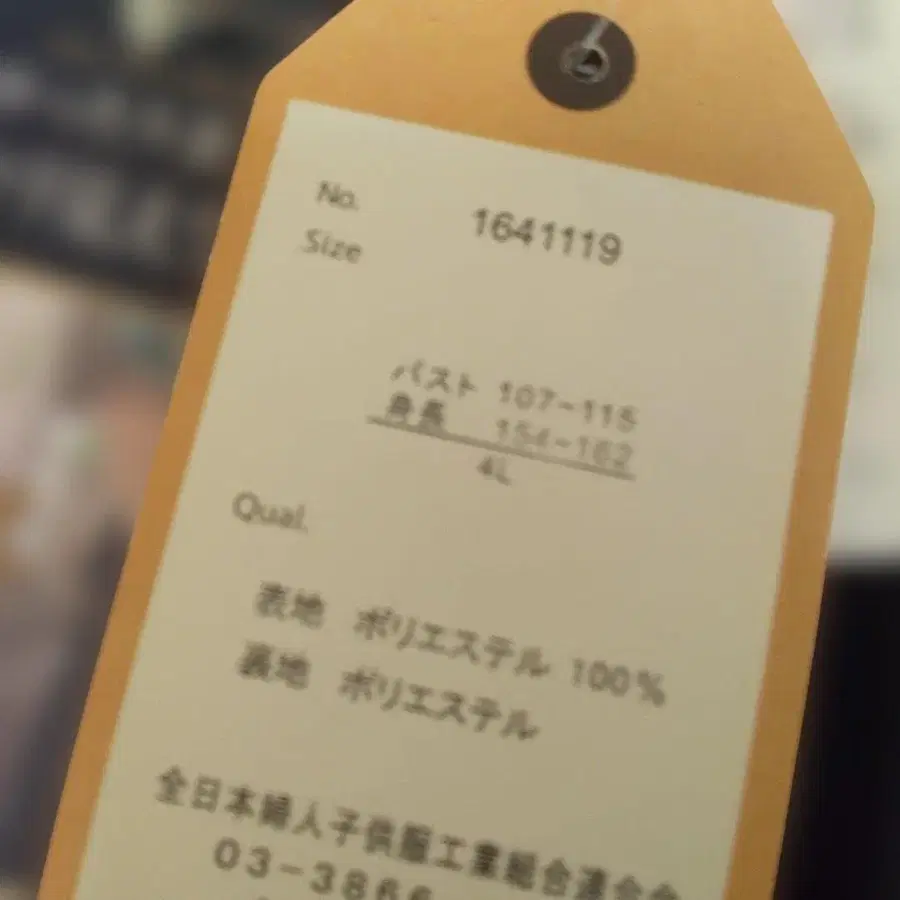 No. 1641119
Size
バスト 107-115
身長 154-162
4L
Qual.
表地 ポリエステル 100%
裏地 ポリエステル
全日本婦人子供服工業組合連合会
03-3866